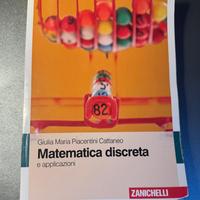 82
Giulia Maria Piacentini Cattaneo
Matematica discreta
e applicazioni
ZANICHELLI